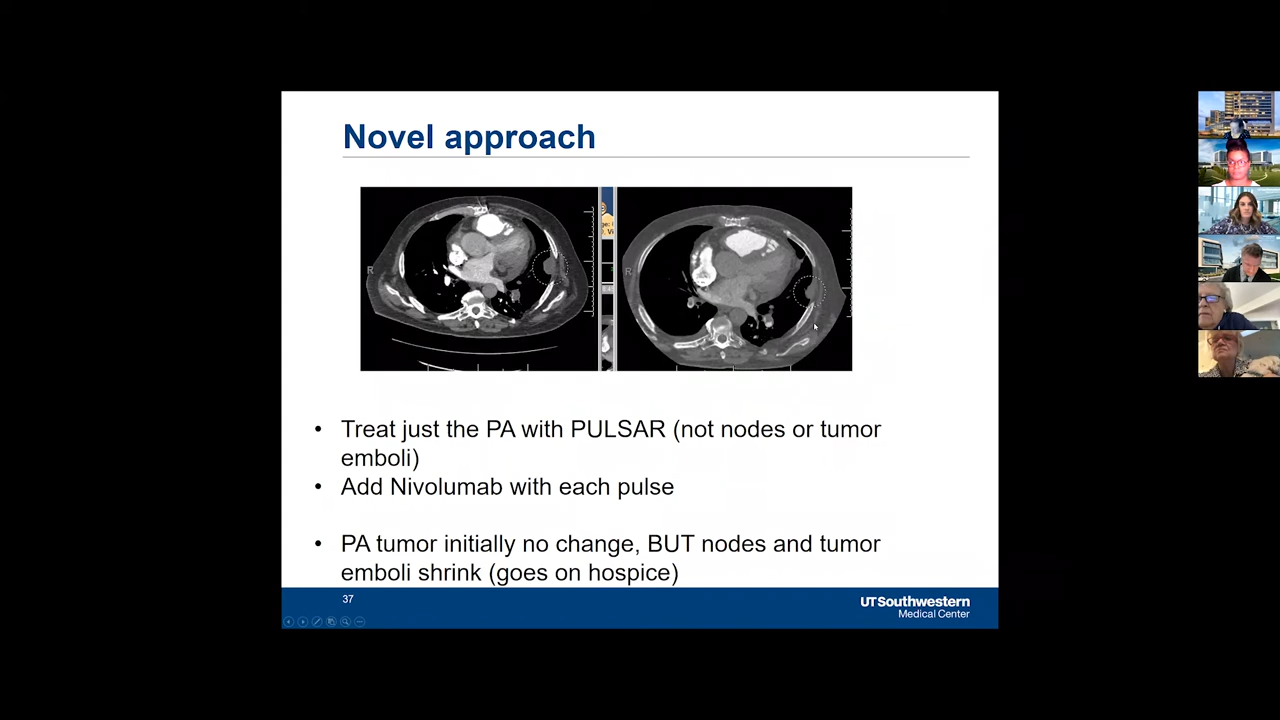 Novel approach
R
R
• Treat just the PA with PULSAR (not nodes or tumor
emboli)
• Add Nivolumab with each pulse
• PA tumor initially no change, BUT nodes and tumor
emboli shrink (goes on hospice)
37
UTSouthwestern
Medical Center